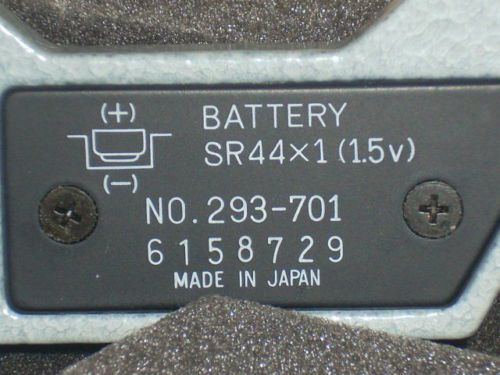 (+)
BATTERY
SR44×1 (1.5v)
(−)
NO. 293-701
6158729
MADE IN JAPAN